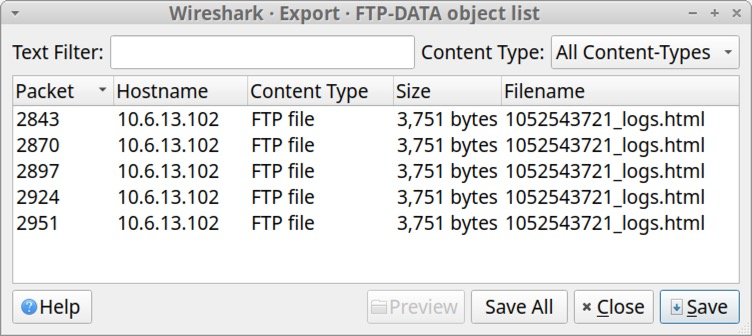 Wireshark · Export · FTP-DATA object list
Text Filter: Content Type: All Content-Types
Packet Hostname Content Type Size Filename
2843 10.6.13.102 FTP file 3,751 bytes 1052543721_logs.html
2870 10.6.13.102 FTP file 3,751 bytes 1052543721_logs.html
2897 10.6.13.102 FTP file 3,751 bytes 1052543721_logs.html
2924 10.6.13.102 FTP file 3,751 bytes 1052543721_logs.html
2951 10.6.13.102 FTP file 3,751 bytes 1052543721_logs.html
Help Preview Save All Close Save